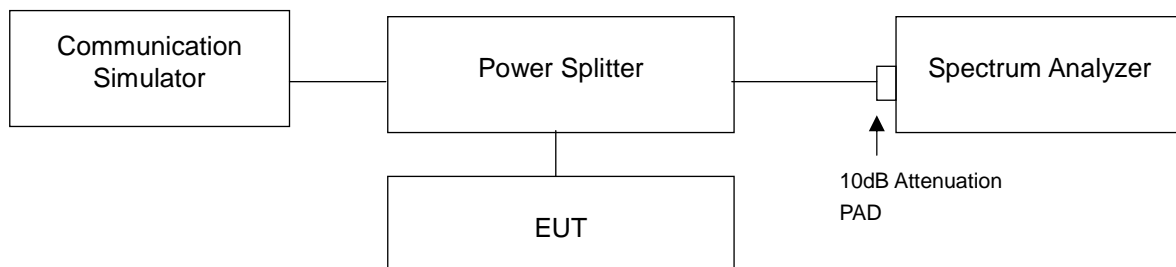 Communication
Simulator
Power Splitter
Spectrum Analyzer
10dB Attenuation
PAD
EUT